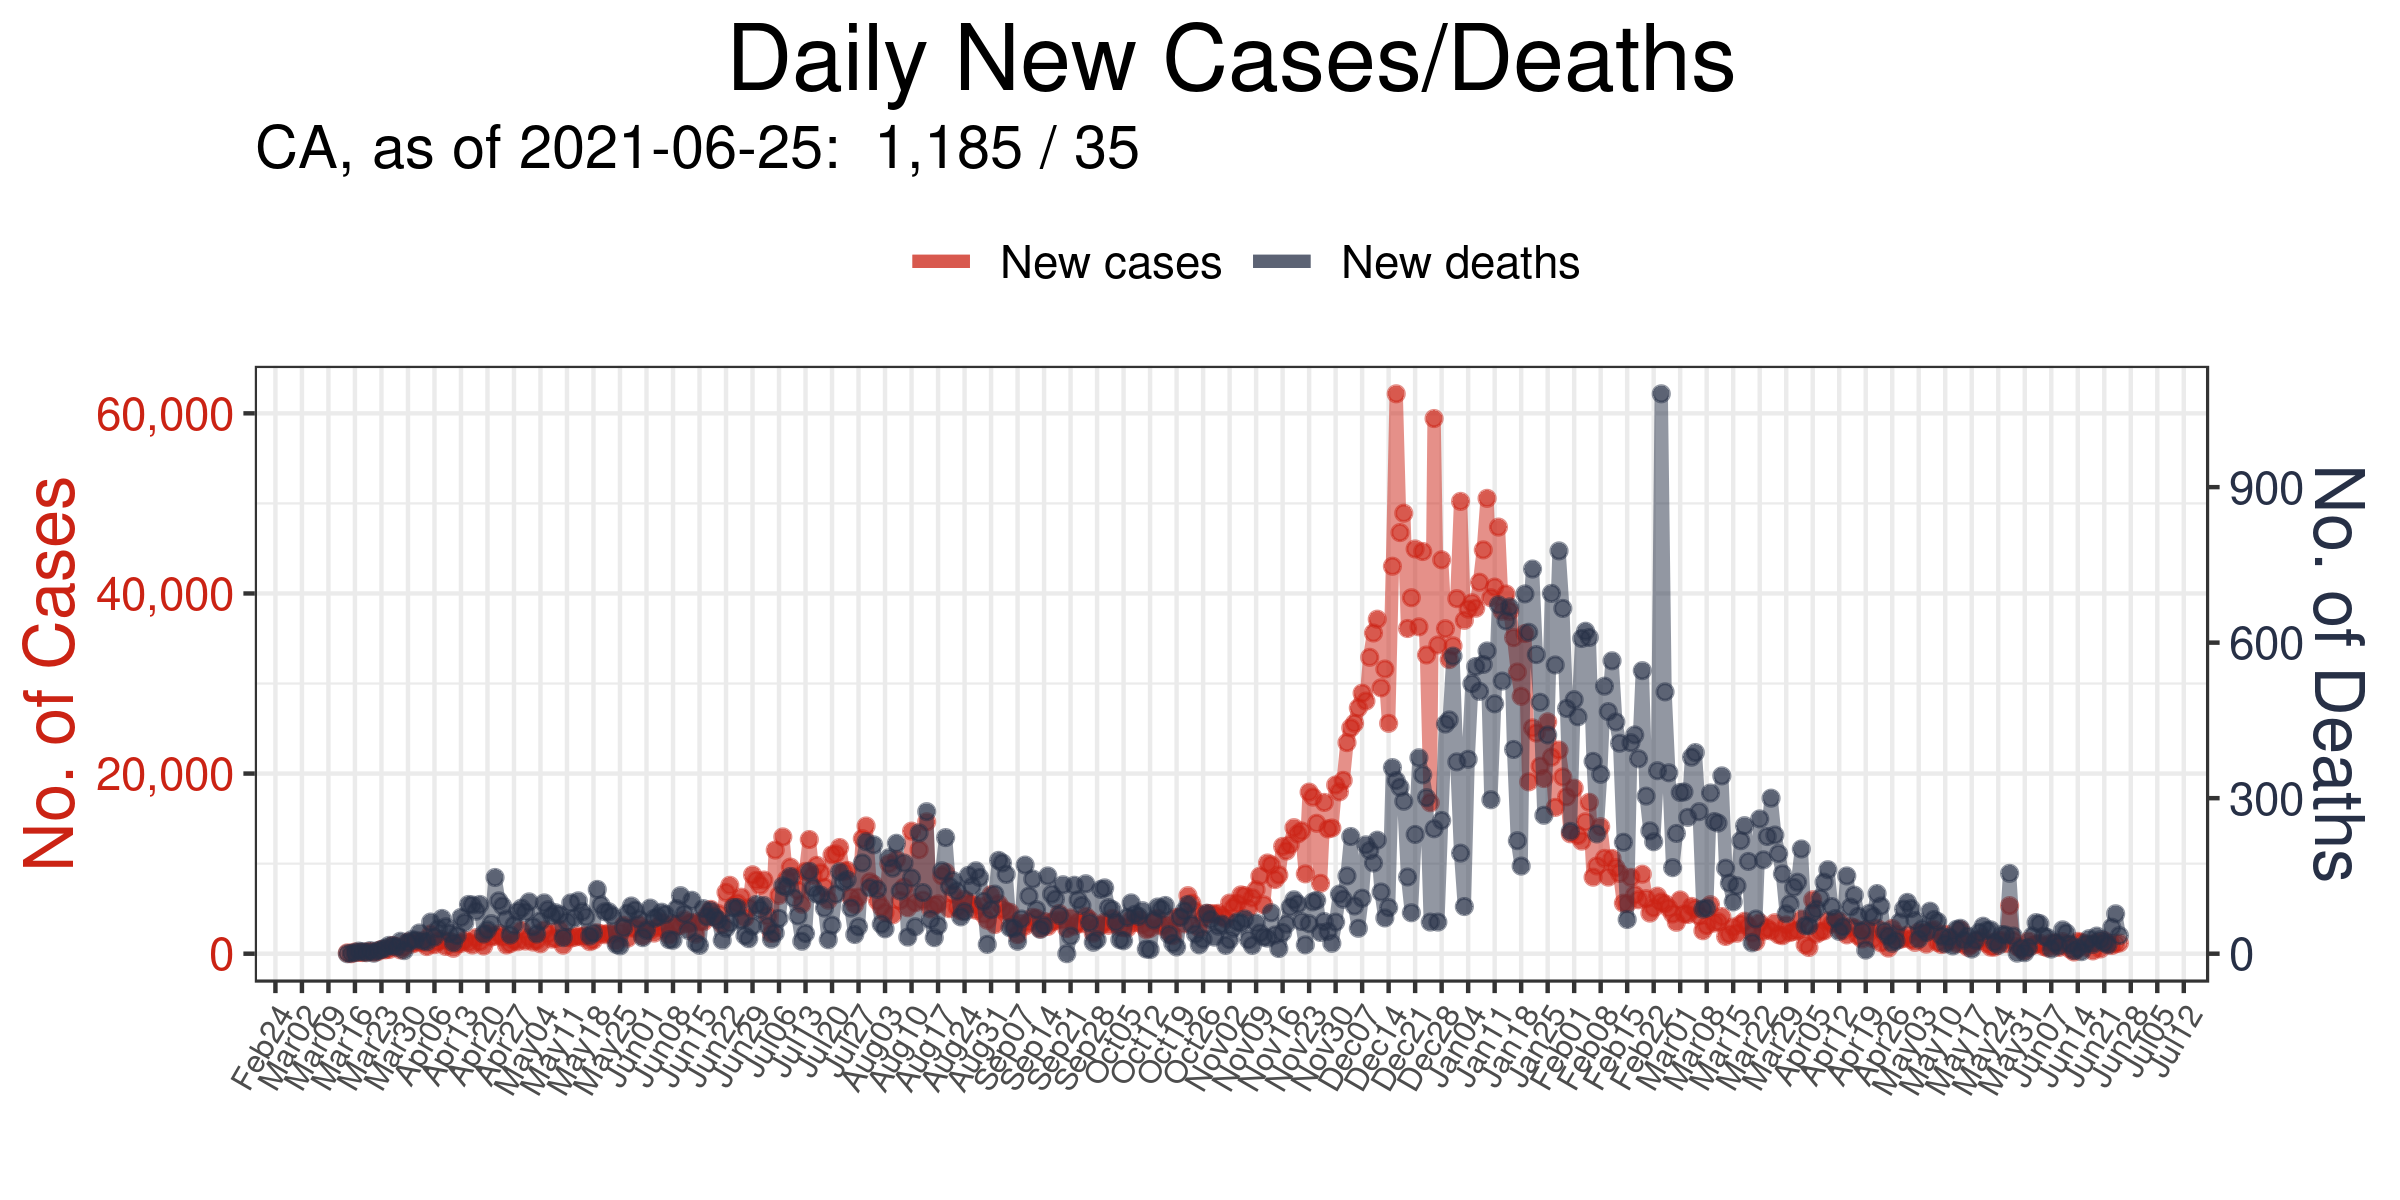 Daily New Cases/Deaths
CA, as of 2021-06-25: 1,185 / 35
New cases
New deaths
No. of Cases
60,000
40,000
20,000
0
900
600
300
0
No. of Deaths
Feb24
Mar02
Mar09
Mar16
Mar23
Mar30
Apr06
Apr13
Apr20
Apr27
May04
May11
May18
May25
Jun01
Jun08
Jun15
Jun22
Jun29
Jul06
Jul13
Jul20
Jul27
Aug03
Aug10
Aug17
Aug24
Aug31
Sep07
Sep14
Sep21
Sep28
Oct05
Oct12
Oct19
Oct26
Nov02
Nov09
Nov16
Nov23
Nov30
Dec07
Dec14
Dec21
Dec28
Dec04
Jan11
Jan18
Jan25
Feb01
Feb08
Feb15
Feb22
Mar01
Mar08
Mar15
Mar22
Mar29
Mar05
Apr12
Apr19
Apr26
May03
May10
May17
May24
May31
May07
Jun14
Jun21
Jun28
Jun05
Jul12